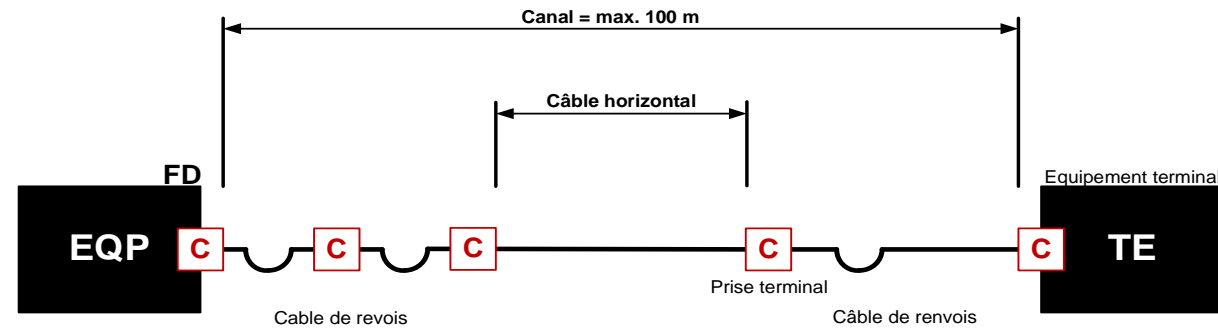 Canal = max. 100 m
Câble horizontal
FD
Equipement terminal
EQP
C
C
C
C
C
TE
Prise terminal
Cable de revois
Câble de renvois